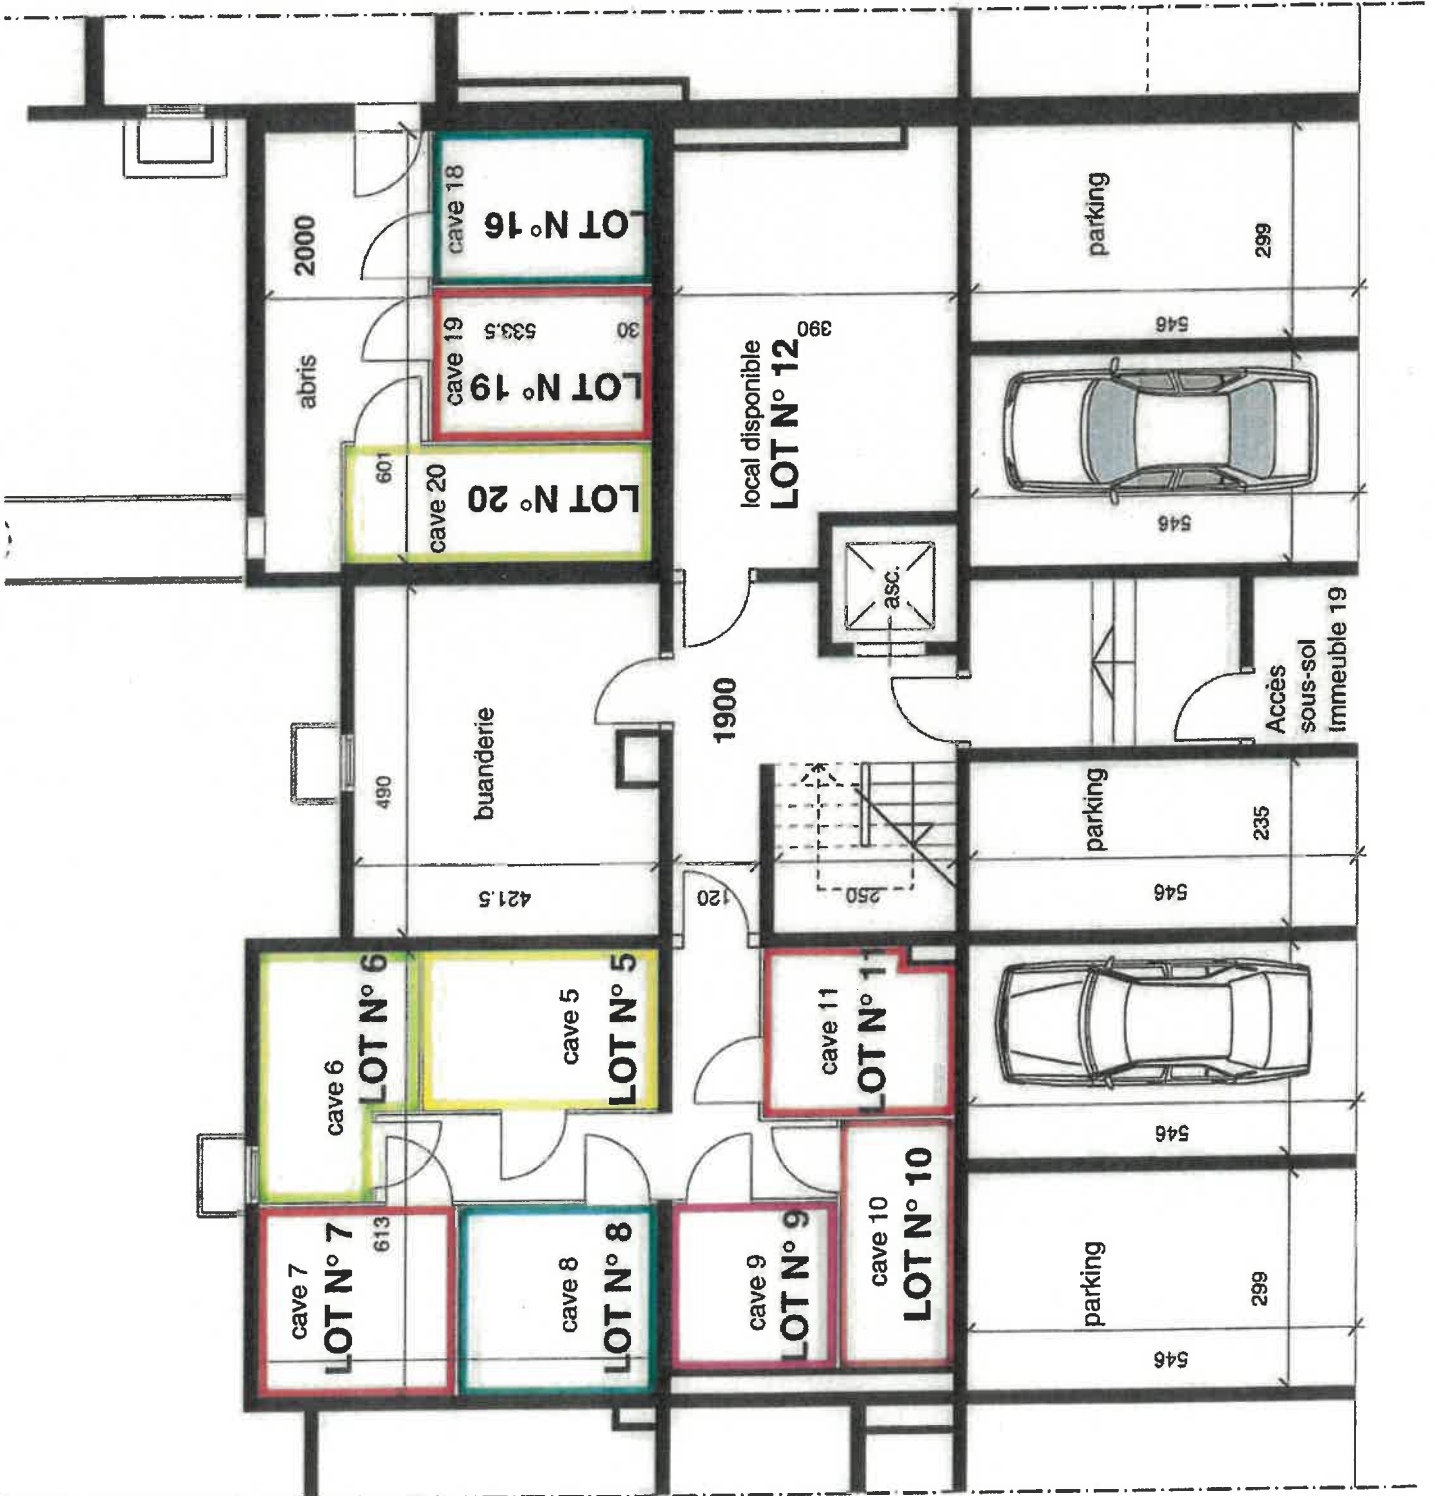 cave 18
LOT N° 16
2000
abris
cave 19
533.5
30
LOT N° 19
601
cave 20
LOT N° 20
local disponible
LOT N° 12
390
parking
299
546
546
asc.
Accès
sous-sol
immeuble 19
1900
buanderie
490
421.5
120
250
parking
235
546
cave 6
LOT N° 6
cave 5
LOT N° 5
cave 11
LOT N° 11
546
cave 7
LOT N° 7
613
cave 8
LOT N° 8
cave 9
LOT N° 9
cave 10
LOT N° 10
parking
299
546